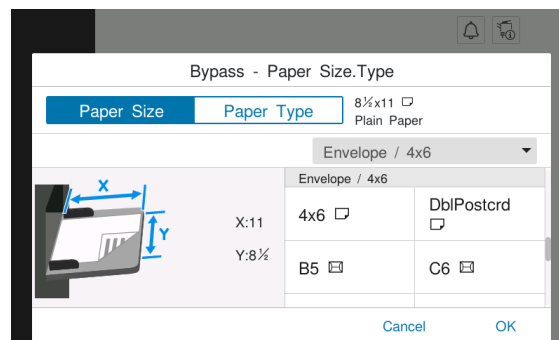 Bypass - Paper Size.Type
Paper Size
Paper Type
8½x11
Plain Paper
Envelope / 4x6
Envelope / 4x6
X
Y
X:11
Y:8½
4x6
DblPostcrd
B5
C6
Cancel
OK